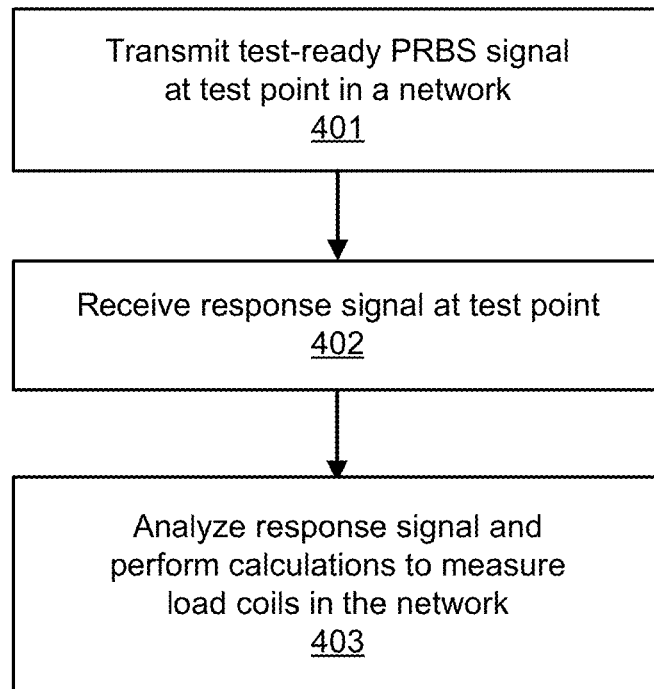 Transmit test-ready PRBS signal
at test point in a network
401
Receive response signal at test point
402
Analyze response signal and
perform calculations to measure
load coils in the network
403